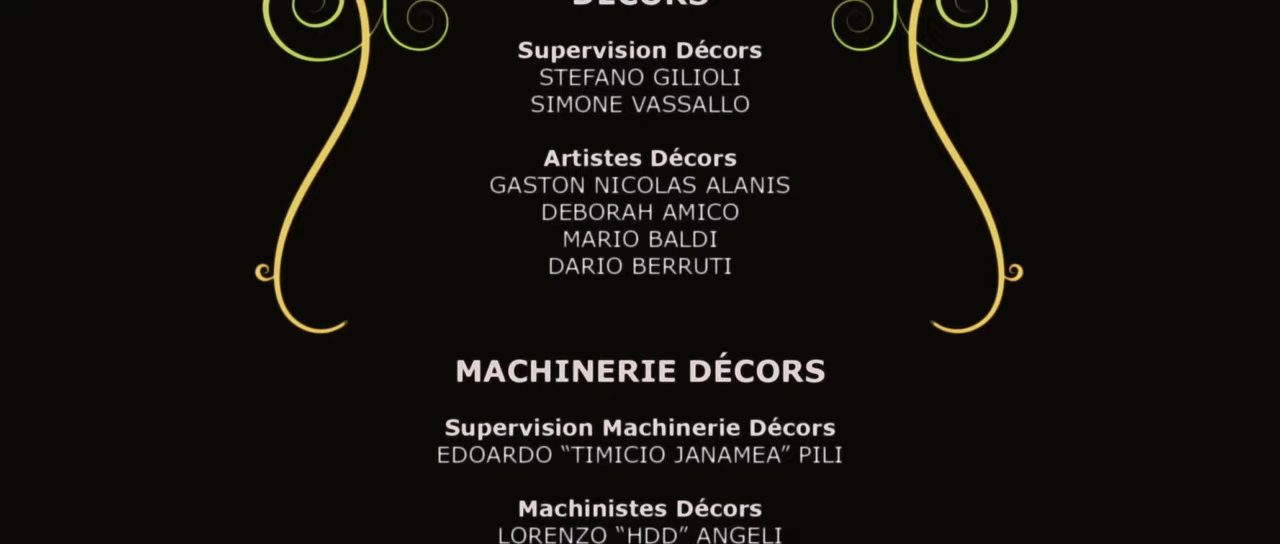 DÉCORS
Supervision Décors
STEFANO GILIOLI
SIMONE VASSALLO
Artistes Décors
GASTON NICOLAS ALANIS
DEBORAH AMICO
MARIO BALDI
DARIO BERRUTI
MACHINERIE DÉCORS
Supervision Machinerie Décors
EDOARDO “TIMICIO JANAMEA” PILI
Machinistes Décors
LORENZO “HDD” ANGELI